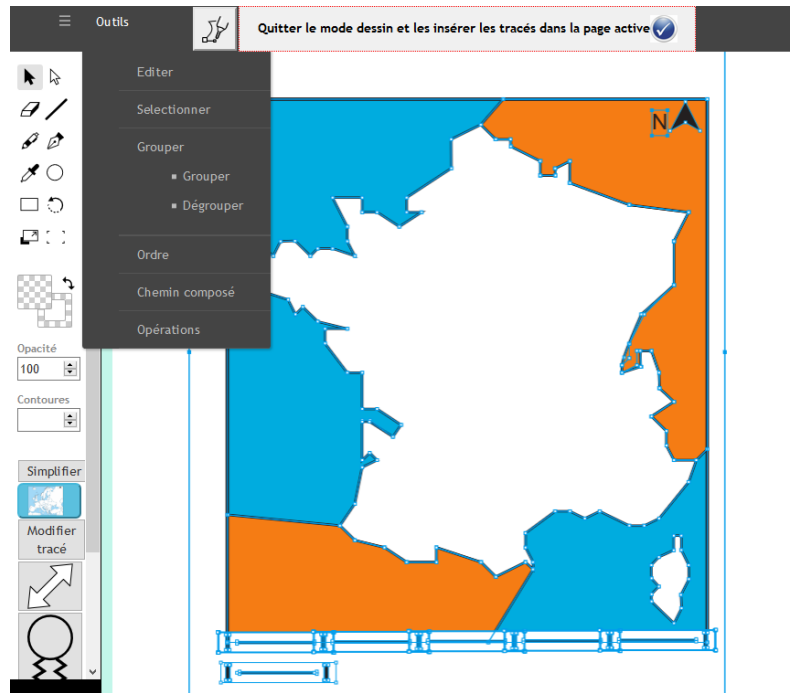 Outils
Quitter le mode dessin et les insérer les tracés dans la page active
Editer
Selectionner
Grouper
Grouper
Dégrouper
Ordre
Chemin composé
Opérations
N
Opacité
100
Contoures
Simplifier
Modifier
tracé